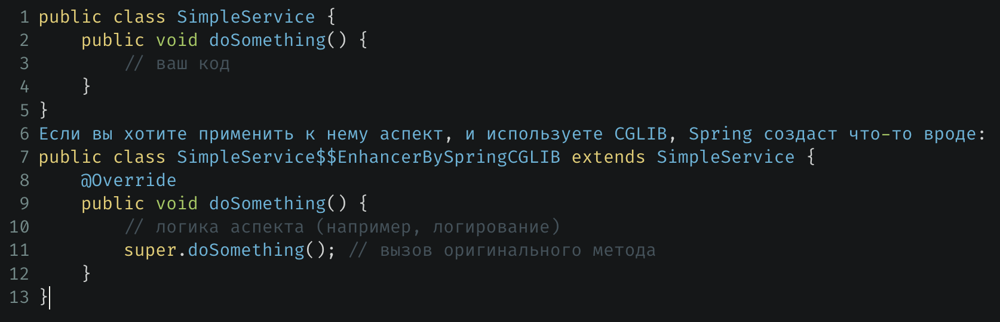 1 public class SimpleService {
2     public void doSomething() {
3         // ваш код
4     }
5 }
6 Если вы хотите применить к нему аспект, и используете CGLIB, Spring создаст что-то вроде:
7 public class SimpleService$$EnhancerBySpringCGLIB extends SimpleService {
8     @Override
9     public void doSomething() {
10         // логика аспекта (например, логирование)
11         super.doSomething(); // вызов оригинального метода
12     }
13 }